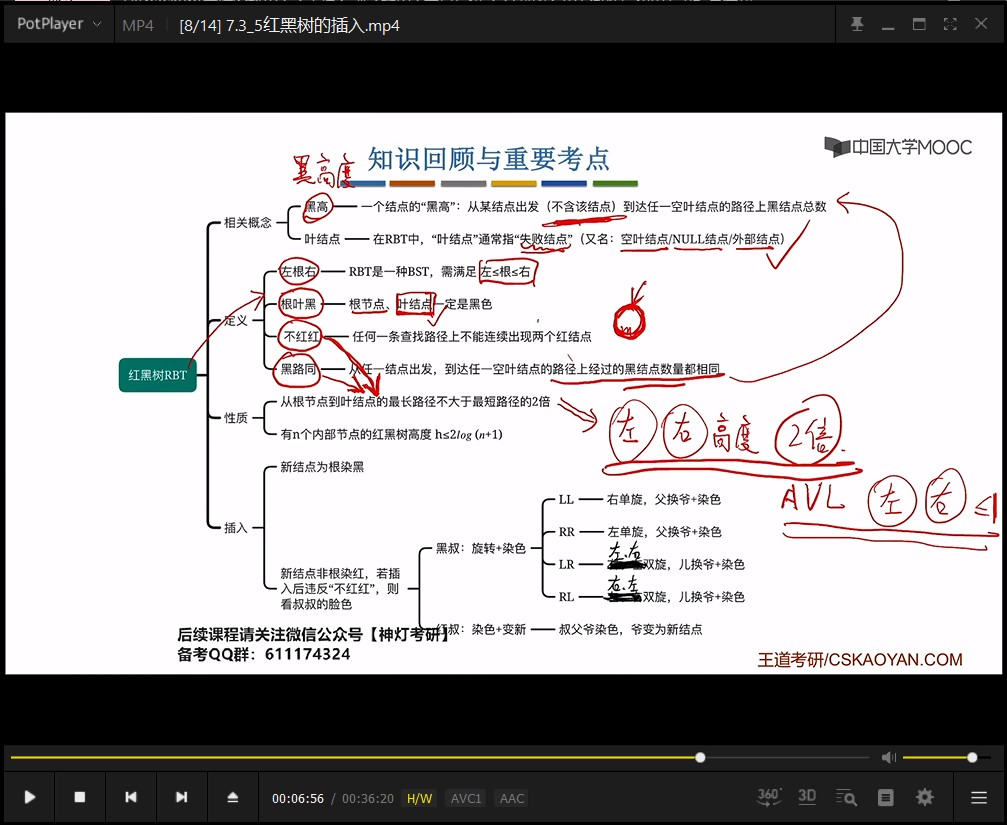 PotPlayer MP4 [8/14] 7.3_5红黑树的插入.mp4
中国大学MOOC
黑高度 知识回顾与重要考点
红黑树RBT
相关概念
黑高 一个结点的“黑高”：从某结点出发（不含该结点）到达任一空叶结点的路径上黑结点总数
叶结点 在RBT中，“叶结点”通常指“失败结点”（又名：空叶结点/NULL结点/外部结点）
定义
左根右 RBT是一种BST，需满足左≤根≤右
根叶黑 根节点、叶结点一定是黑色
不红红 任何一条查找路径上不能连续出现两个红结点
黑路同 从任一结点出发，到达任一空叶结点的路径上经过的黑结点数量都相同
性质
从根节点到叶结点的最长路径不大于最短路径的2倍
有n个内部节点的红黑树高度 h≤2log (n+1)
左 右 高度 2倍.
AVL 左 右 ≤1
插入
新结点为根染黑
新结点非根染红，若插
入后违反“不红红”，则
看叔叔的脸色
黑叔：旋转+染色
LL 右单旋，父换爷+染色
RR 左单旋，父换爷+染色
LR 左.右 双旋，儿换爷+染色
RL 右.左 双旋，儿换爷+染色
红叔：染色+变新 叔父爷染色，爷变为新结点
后续课程请关注微信公众号【神灯考研】
备考QQ群：611174324
王道考研/CSKAOYAN.COM
00:06:56 / 00:36:20 H/W AVC1 AAC
360° 3D